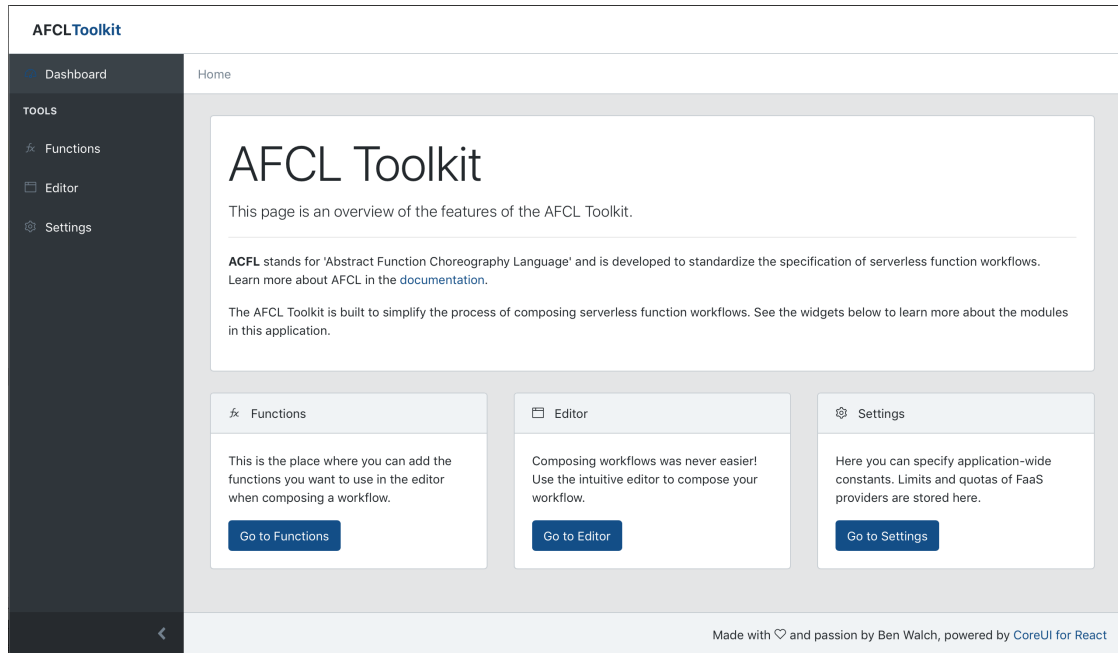 AFCLToolkit
Dashboard
Home
TOOLS
Functions
Editor
Settings
AFCL Toolkit
This page is an overview of the features of the AFCL Toolkit.
ACFL stands for 'Abstract Function Choreography Language' and is developed to standardize the specification of serverless function workflows.
Learn more about AFCL in the documentation.
The AFCL Toolkit is built to simplify the process of composing serverless function workflows. See the widgets below to learn more about the modules
in this application.
fx Functions
This is the place where you can add the
functions you want to use in the editor
when composing a workflow.
Go to Functions
Editor
Composing workflows was never easier!
Use the intuitive editor to compose your
workflow.
Go to Editor
Settings
Here you can specify application-wide
constants. Limits and quotas of FaaS
providers are stored here.
Go to Settings
Made with ♡ and passion by Ben Walch, powered by CoreUI for React